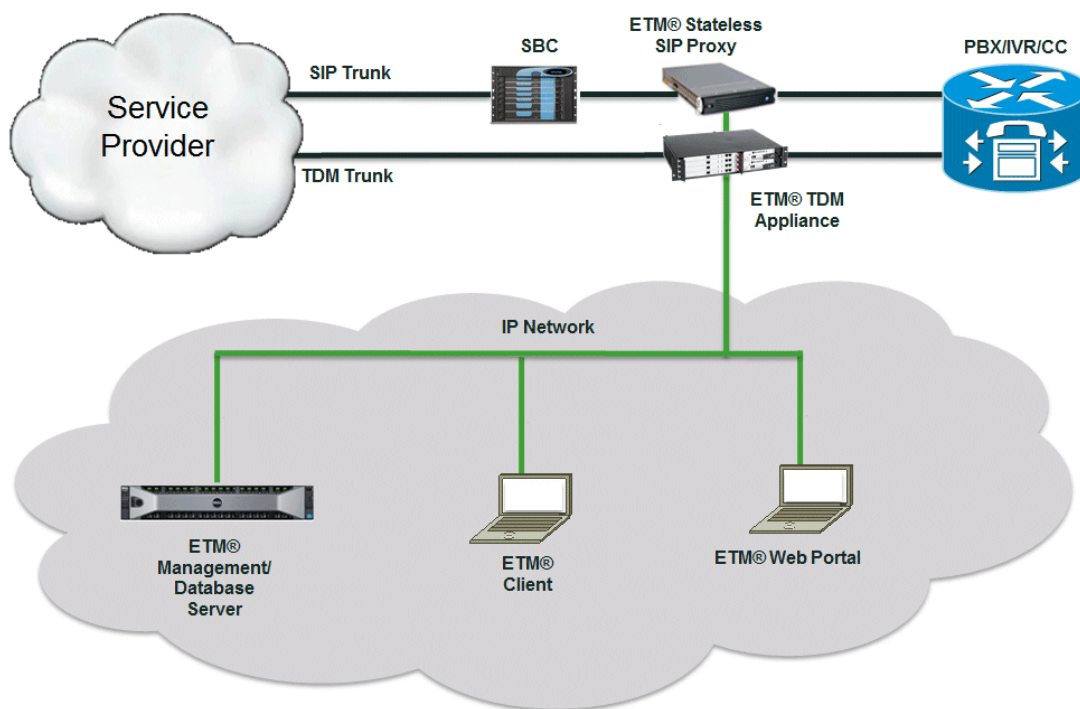 ETM® Stateless
SIP Proxy
SBC
PBX/IVR/CC
SIP Trunk
Service
Provider
TDM Trunk
ETM® TDM
Appliance
IP Network
ETM®
Management/
Database
Server
ETM®
Client
ETM® Web Portal